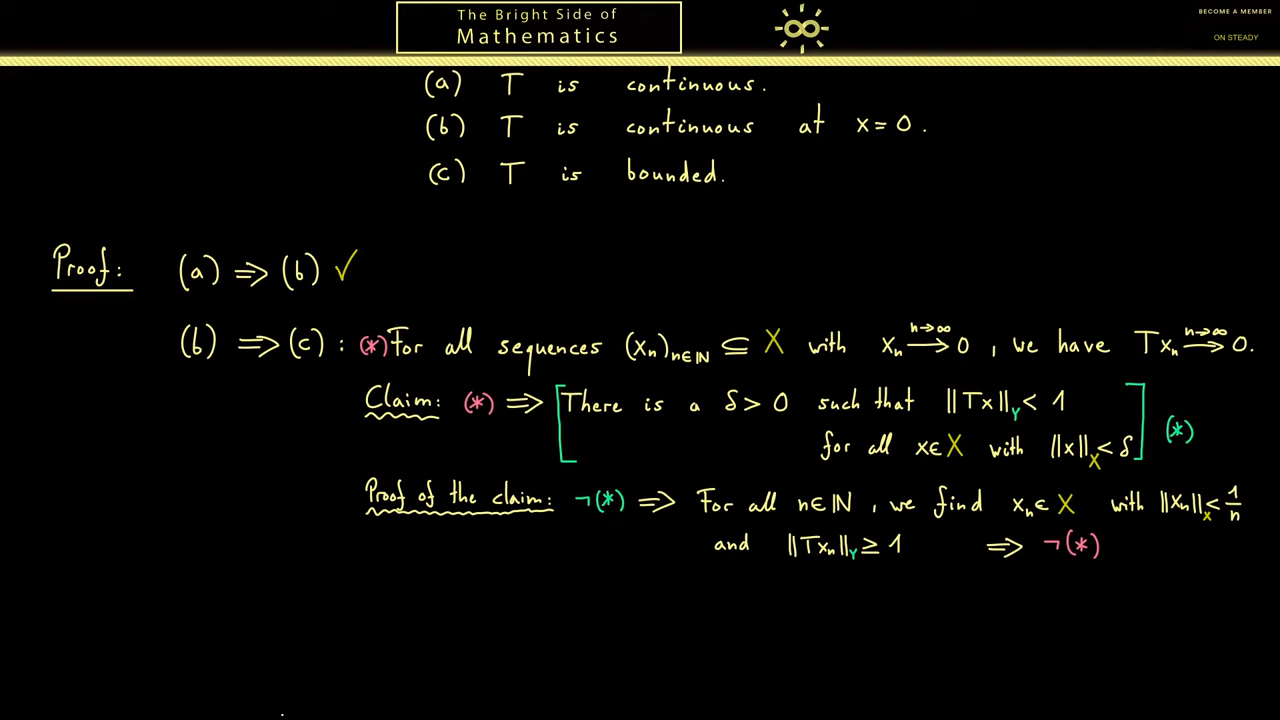 The Bright Side of
Mathematics
BECOME A MEMBER
ON STEADY
(a) T is continuous.
(b) T is continuous at x = 0.
(c) T is bounded.
Proof: (a) ⟹ (b) ✓
(b) ⟹ (c): (*) For all sequences (xₙ)ₙ∈ℕ ⊆ X with xₙ →(n→∞) 0, we have Txₙ →(n→∞) 0.
Claim: (*) ⟹ [There is a δ > 0 such that ‖Tx‖_Y < 1
for all x ∈ X with ‖x‖_X < δ] (*)
Proof of the claim: ¬(*) ⟹ For all n ∈ ℕ, we find xₙ ∈ X with ‖xₙ‖_X < 1/n
and ‖Txₙ‖_Y ≥ 1 ⟹ ¬(*)